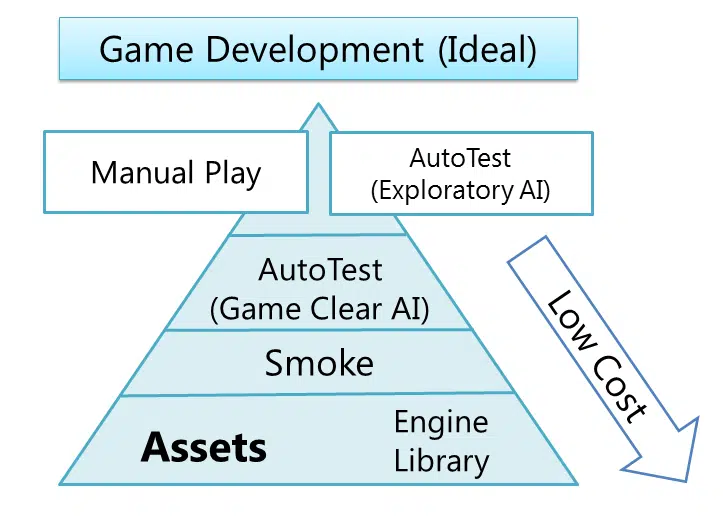 Game Development (Ideal)
Manual Play
AutoTest
(Exploratory AI)
AutoTest
(Game Clear AI)
Smoke
Assets
Engine
Library
Low Cost